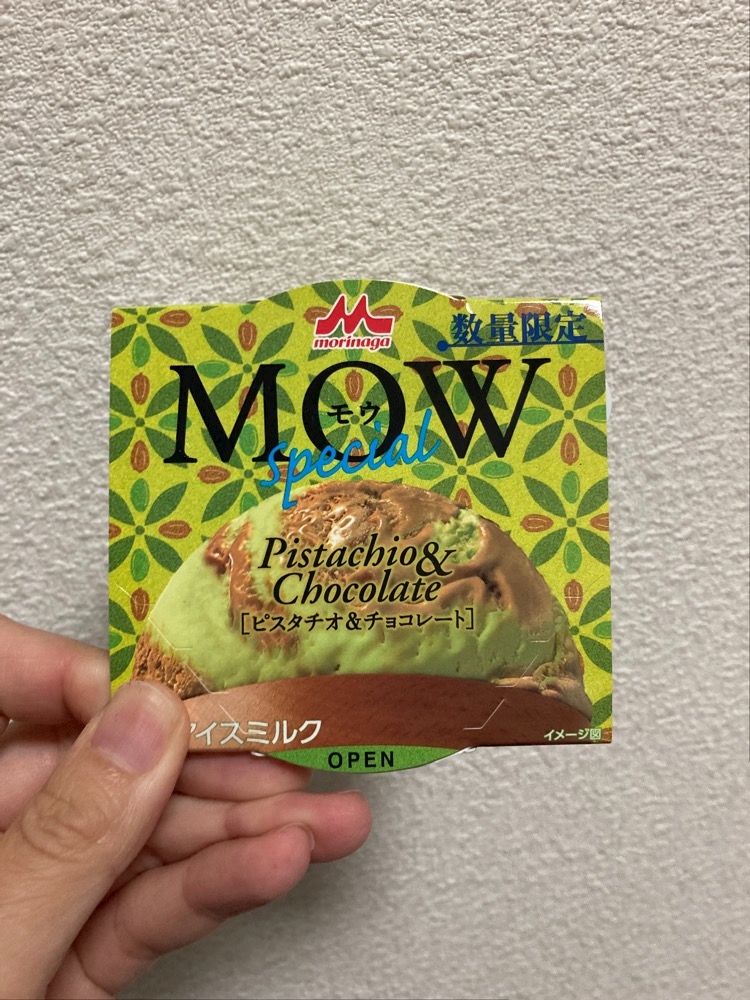 morinaga
数量限定
MOW
モウ
special
Pistachio&
Chocolate
[ピスタチオ&チョコレート]
アイスミルク
イメージ図
OPEN